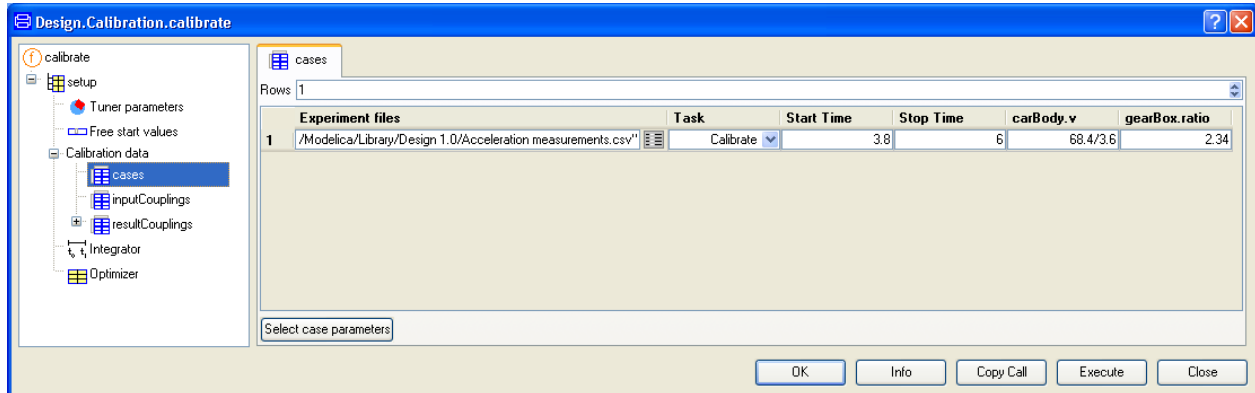 Design.Calibration.calibrate
calibrate
setup
Tuner parameters
Free start values
Calibration data
cases
inputCouplings
resultCouplings
t₀ t₁ Integrator
Optimizer
cases
Rows 1
Experiment files Task Start Time Stop Time carBody.v gearBox.ratio
1 /Modelica/Library/Design 1.0/Acceleration measurements.csv" Calibrate 3.8 6 68.4/3.6 2.34
Select case parameters
OK Info Copy Call Execute Close